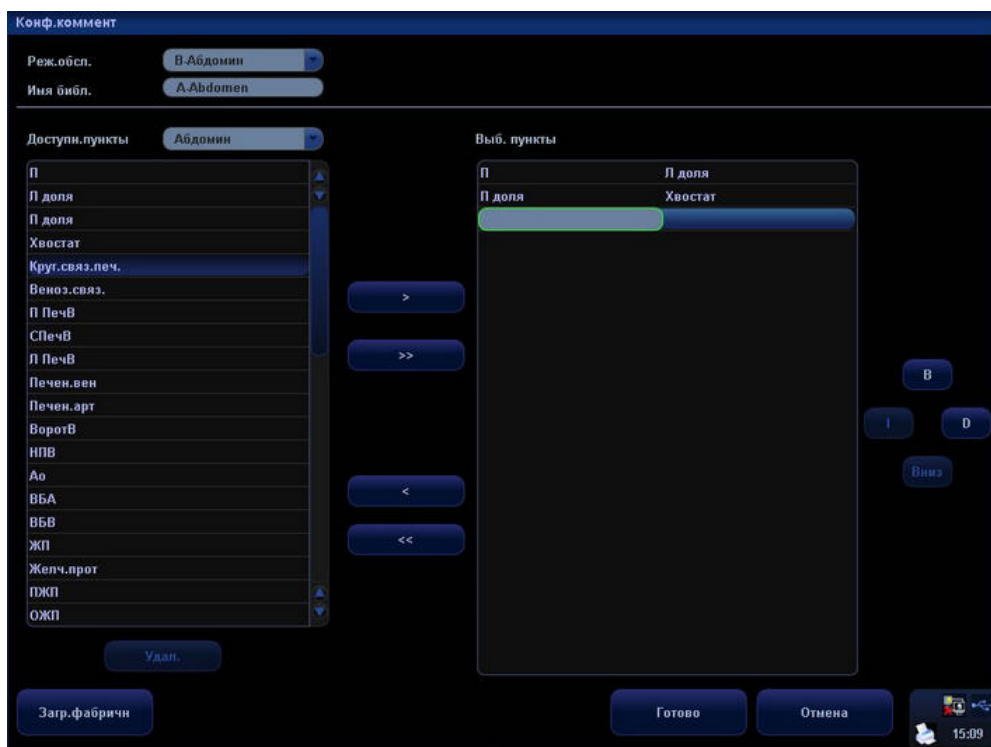 Конф.коммент
Реж.обсл. В-Абдомин
Имя библ. A-Abdomen
Доступн.пункты Абдомин
Выб. пункты
П
Л доля
П доля
Хвостат
Круг.связ.печ.
Веноз.связ.
П ПечВ
СПечВ
Л ПечВ
Печен.вен
Печен.арт
ВоротВ
НПВ
Ао
ВБА
ВБВ
ЖП
Желч.прот
ПЖП
ОЖП
>
>>
<
<<
П Л доля
П доля Хвостат
В
I D
Вниз
Удал.
Загр.фабричн
Готово
Отмена
15:09